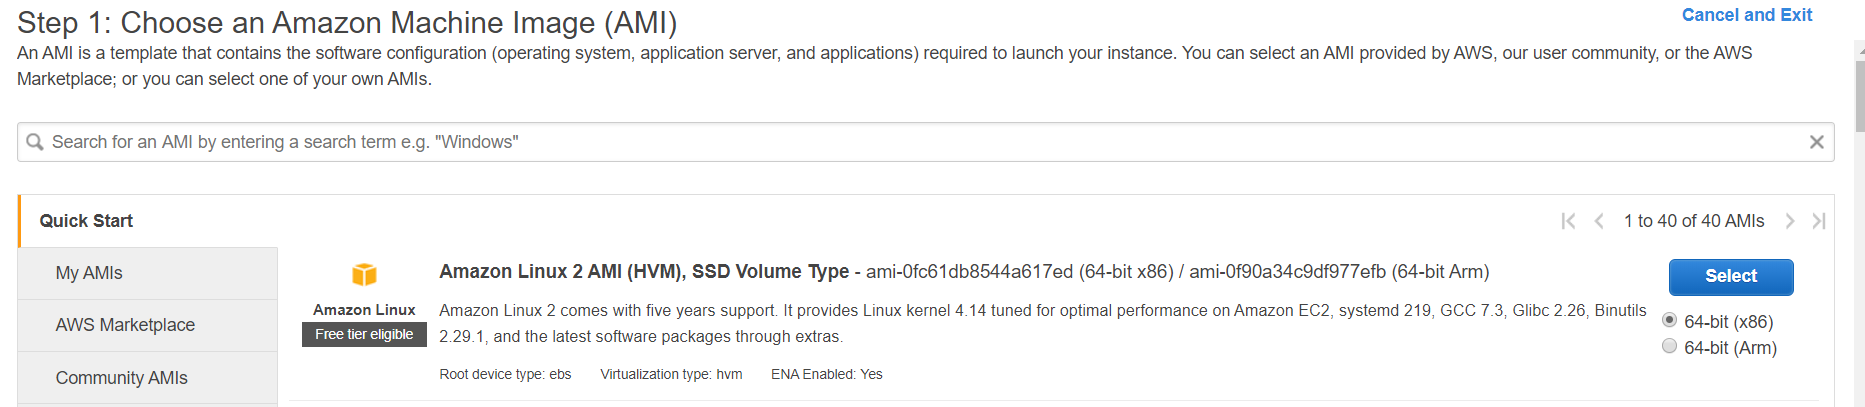 Step 1: Choose an Amazon Machine Image (AMI)
Cancel and Exit
An AMI is a template that contains the software configuration (operating system, application server, and applications) required to launch your instance. You can select an AMI provided by AWS, our user community, or the AWS
Marketplace; or you can select one of your own AMIs.
Search for an AMI by entering a search term e.g. "Windows"
Quick Start
1 to 40 of 40 AMIs
My AMIs
AWS Marketplace
Community AMIs
Amazon Linux
Free tier eligible
Amazon Linux 2 AMI (HVM), SSD Volume Type - ami-0fc61db8544a617ed (64-bit x86) / ami-0f90a34c9df977efb (64-bit Arm)
Amazon Linux 2 comes with five years support. It provides Linux kernel 4.14 tuned for optimal performance on Amazon EC2, systemd 219, GCC 7.3, Glibc 2.26, Binutils
2.29.1, and the latest software packages through extras.
Root device type: ebs Virtualization type: hvm ENA Enabled: Yes
Select
64-bit (x86)
64-bit (Arm)